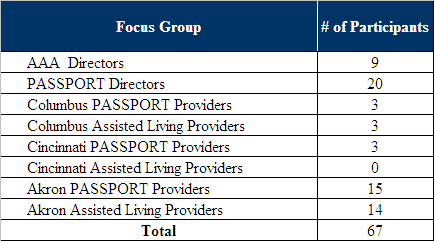 Focus Group # of Participants
AAA Directors 9
PASSPORT Directors 20
Columbus PASSPORT Providers 3
Columbus Assisted Living Providers 3
Cincinnati PASSPORT Providers 3
Cincinnati Assisted Living Providers 0
Akron PASSPORT Providers 15
Akron Assisted Living Providers 14
Total 67